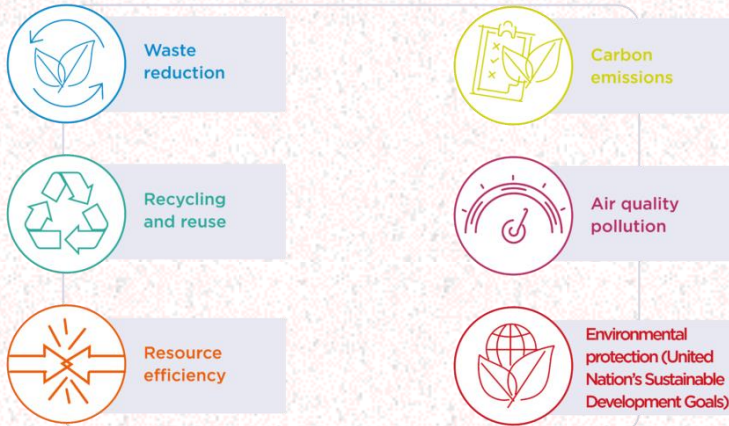 Waste
reduction
Carbon
emissions
Recycling
and reuse
Air quality
pollution
Resource
efficiency
Environmental
protection (United
Nation's Sustainable
Development Goals)